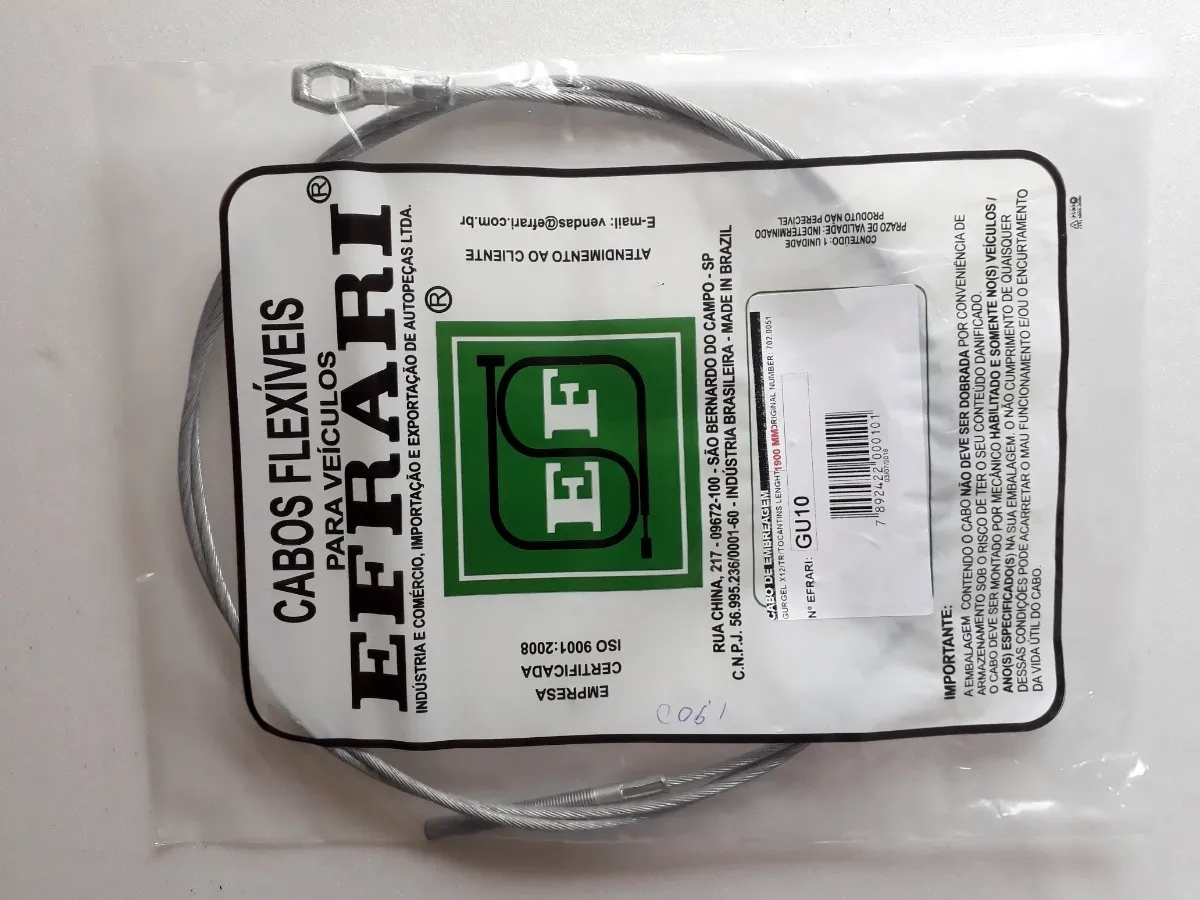 CABOS FLEXÍVEIS
PARA VEÍCULOS
EFRARI®
INDÚSTRIA E COMÉRCIO, IMPORTAÇÃO E EXPORTAÇÃO DE AUTOPEÇAS LTDA.
®
EF
EMPRESA
CERTIFICADA
ISO 9001:2008
ATENDIMENTO AO CLIENTE
E-mail: vendas@efrari.com.br
RUA CHINA, 217 - 09672-100 - SÃO BERNARDO DO CAMPO - SP
C.N.P.J. 56.995.236/0001-60 - INDÚSTRIA BRASILEIRA - MADE IN BRAZIL
1,900
CONTEÚDO: 1 UNIDADE
PRAZO DE VALIDADE: INDETERMINADO
PRODUTO NÃO PERECÍVEL
CABO DE EMBREAGEM
GURGEL X12/TR/TOCANTINS LENGHT 1900 MM ORIGINAL NUMBER: 702.0051
Nº EFRARI: GU10
7 892422 000101
03/07/2018
IMPORTANTE:
A EMBALAGEM CONTENDO O CABO NÃO DEVE SER DOBRADA POR CONVENIÊNCIA DE
ARMAZENAMENTO SOB O RISCO DE TER O SEU CONTEÚDO DANIFICADO.
O CABO DEVE SER MONTADO POR MECÂNICO HABILITADO E SOMENTE NO(S) VEÍCULOS /
ANO(S) ESPECIFICADO(S) NA SUA EMBALAGEM. O NÃO CUMPRIMENTO DE QUAISQUER
DESSAS CONDIÇÕES PODE ACARRETAR O MAU FUNCIONAMENTO E/OU O ENCURTAMENTO
DA VIDA ÚTIL DO CABO.